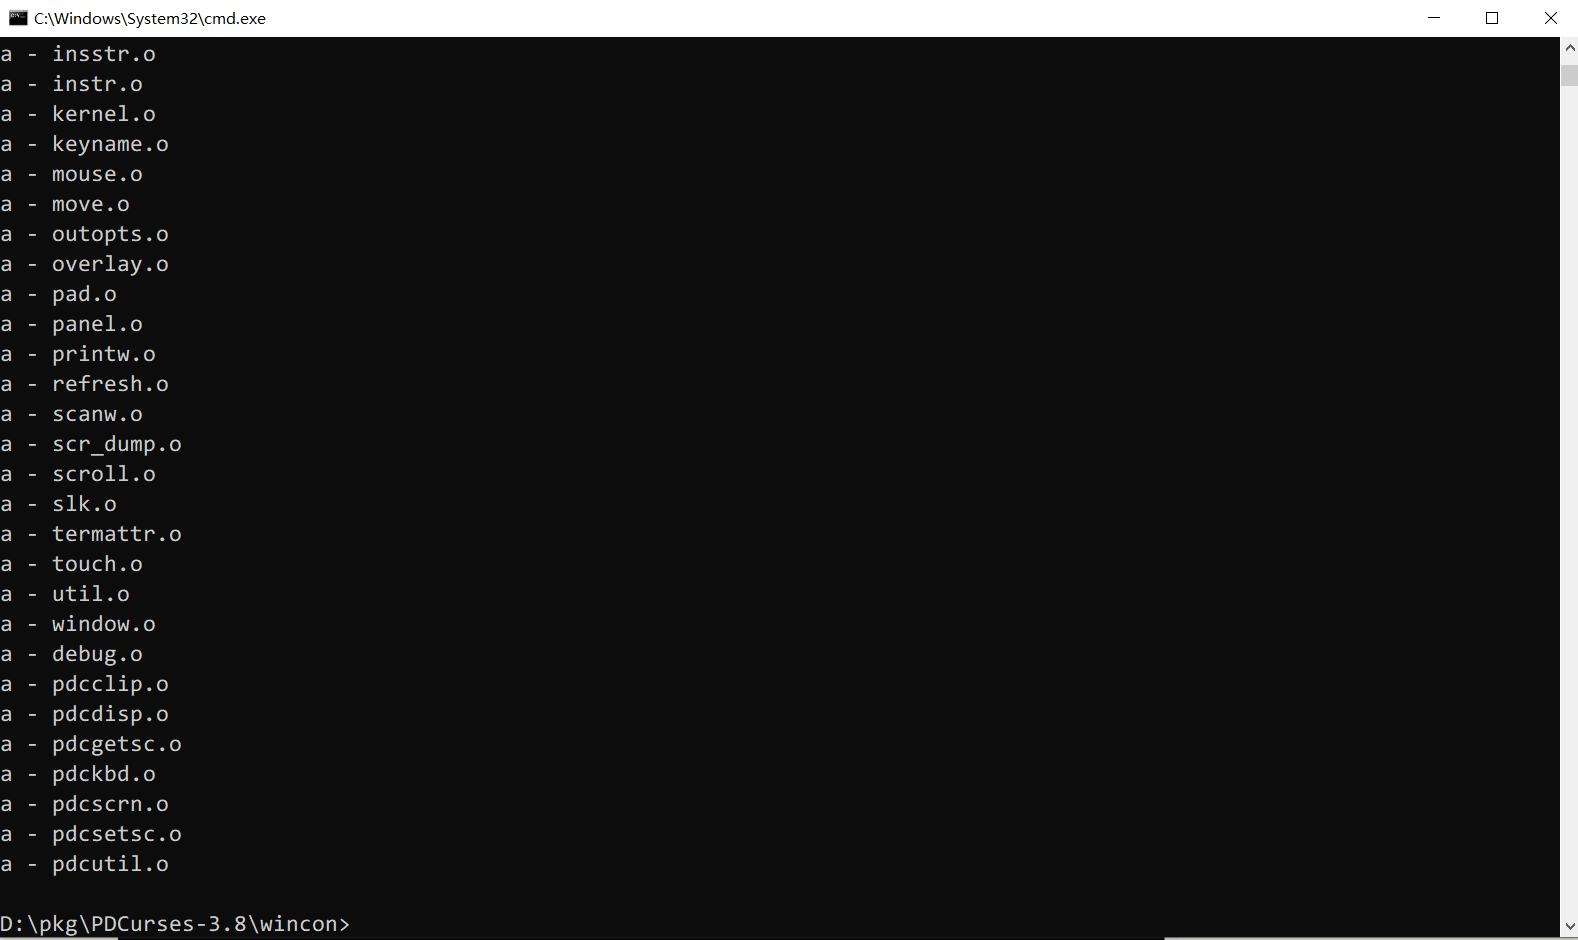 C:\Windows\System32\cmd.exe
a - insstr.o
a - instr.o
a - kernel.o
a - keyname.o
a - mouse.o
a - move.o
a - outopts.o
a - overlay.o
a - pad.o
a - panel.o
a - printw.o
a - refresh.o
a - scanw.o
a - scr_dump.o
a - scroll.o
a - slk.o
a - termattr.o
a - touch.o
a - util.o
a - window.o
a - debug.o
a - pdcclip.o
a - pdcdisp.o
a - pdcgetsc.o
a - pdckbd.o
a - pdcscrn.o
a - pdcsetsc.o
a - pdcutil.o
D:\pkg\PDCurses-3.8\wincon>